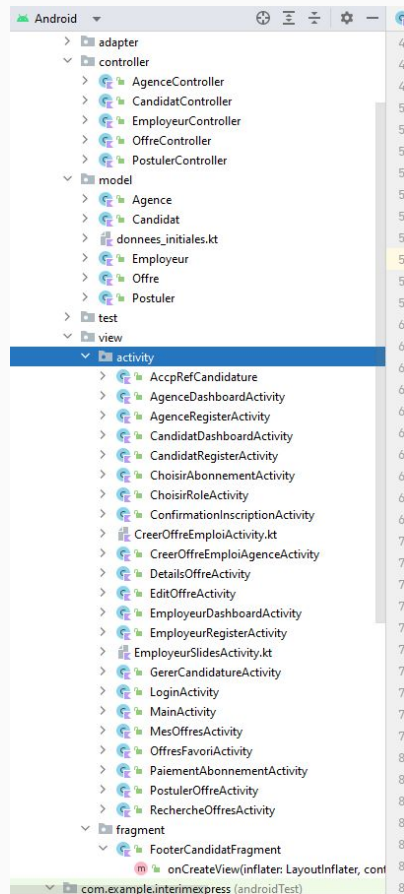 Android
adapter
controller
AgenceController
CandidatController
EmployeurController
OffreController
PostulerController
model
Agence
Candidat
donnees_initiales.kt
Employeur
Offre
Postuler
test
view
activity
AccpRefCandidature
AgenceDashboardActivity
AgenceRegisterActivity
CandidatDashboardActivity
CandidatRegisterActivity
ChoisirAbonnementActivity
ChoisirRoleActivity
ConfirmationInscriptionActivity
CreerOffreEmploiActivity.kt
CreerOffreEmploiAgenceActivity
DetailsOffreActivity
EditOffreActivity
EmployeurDashboardActivity
EmployeurRegisterActivity
EmployeurSlidesActivity.kt
GererCandidatureActivity
LoginActivity
MainActivity
MesOffresActivity
OffresFavoriActivity
PaiementAbonnementActivity
PostulerOffreActivity
RechercheOffresActivity
fragment
FooterCandidatFragment
m onCreateView(inflater: LayoutInflater, cont
com.example.interimexpress (androidTest)